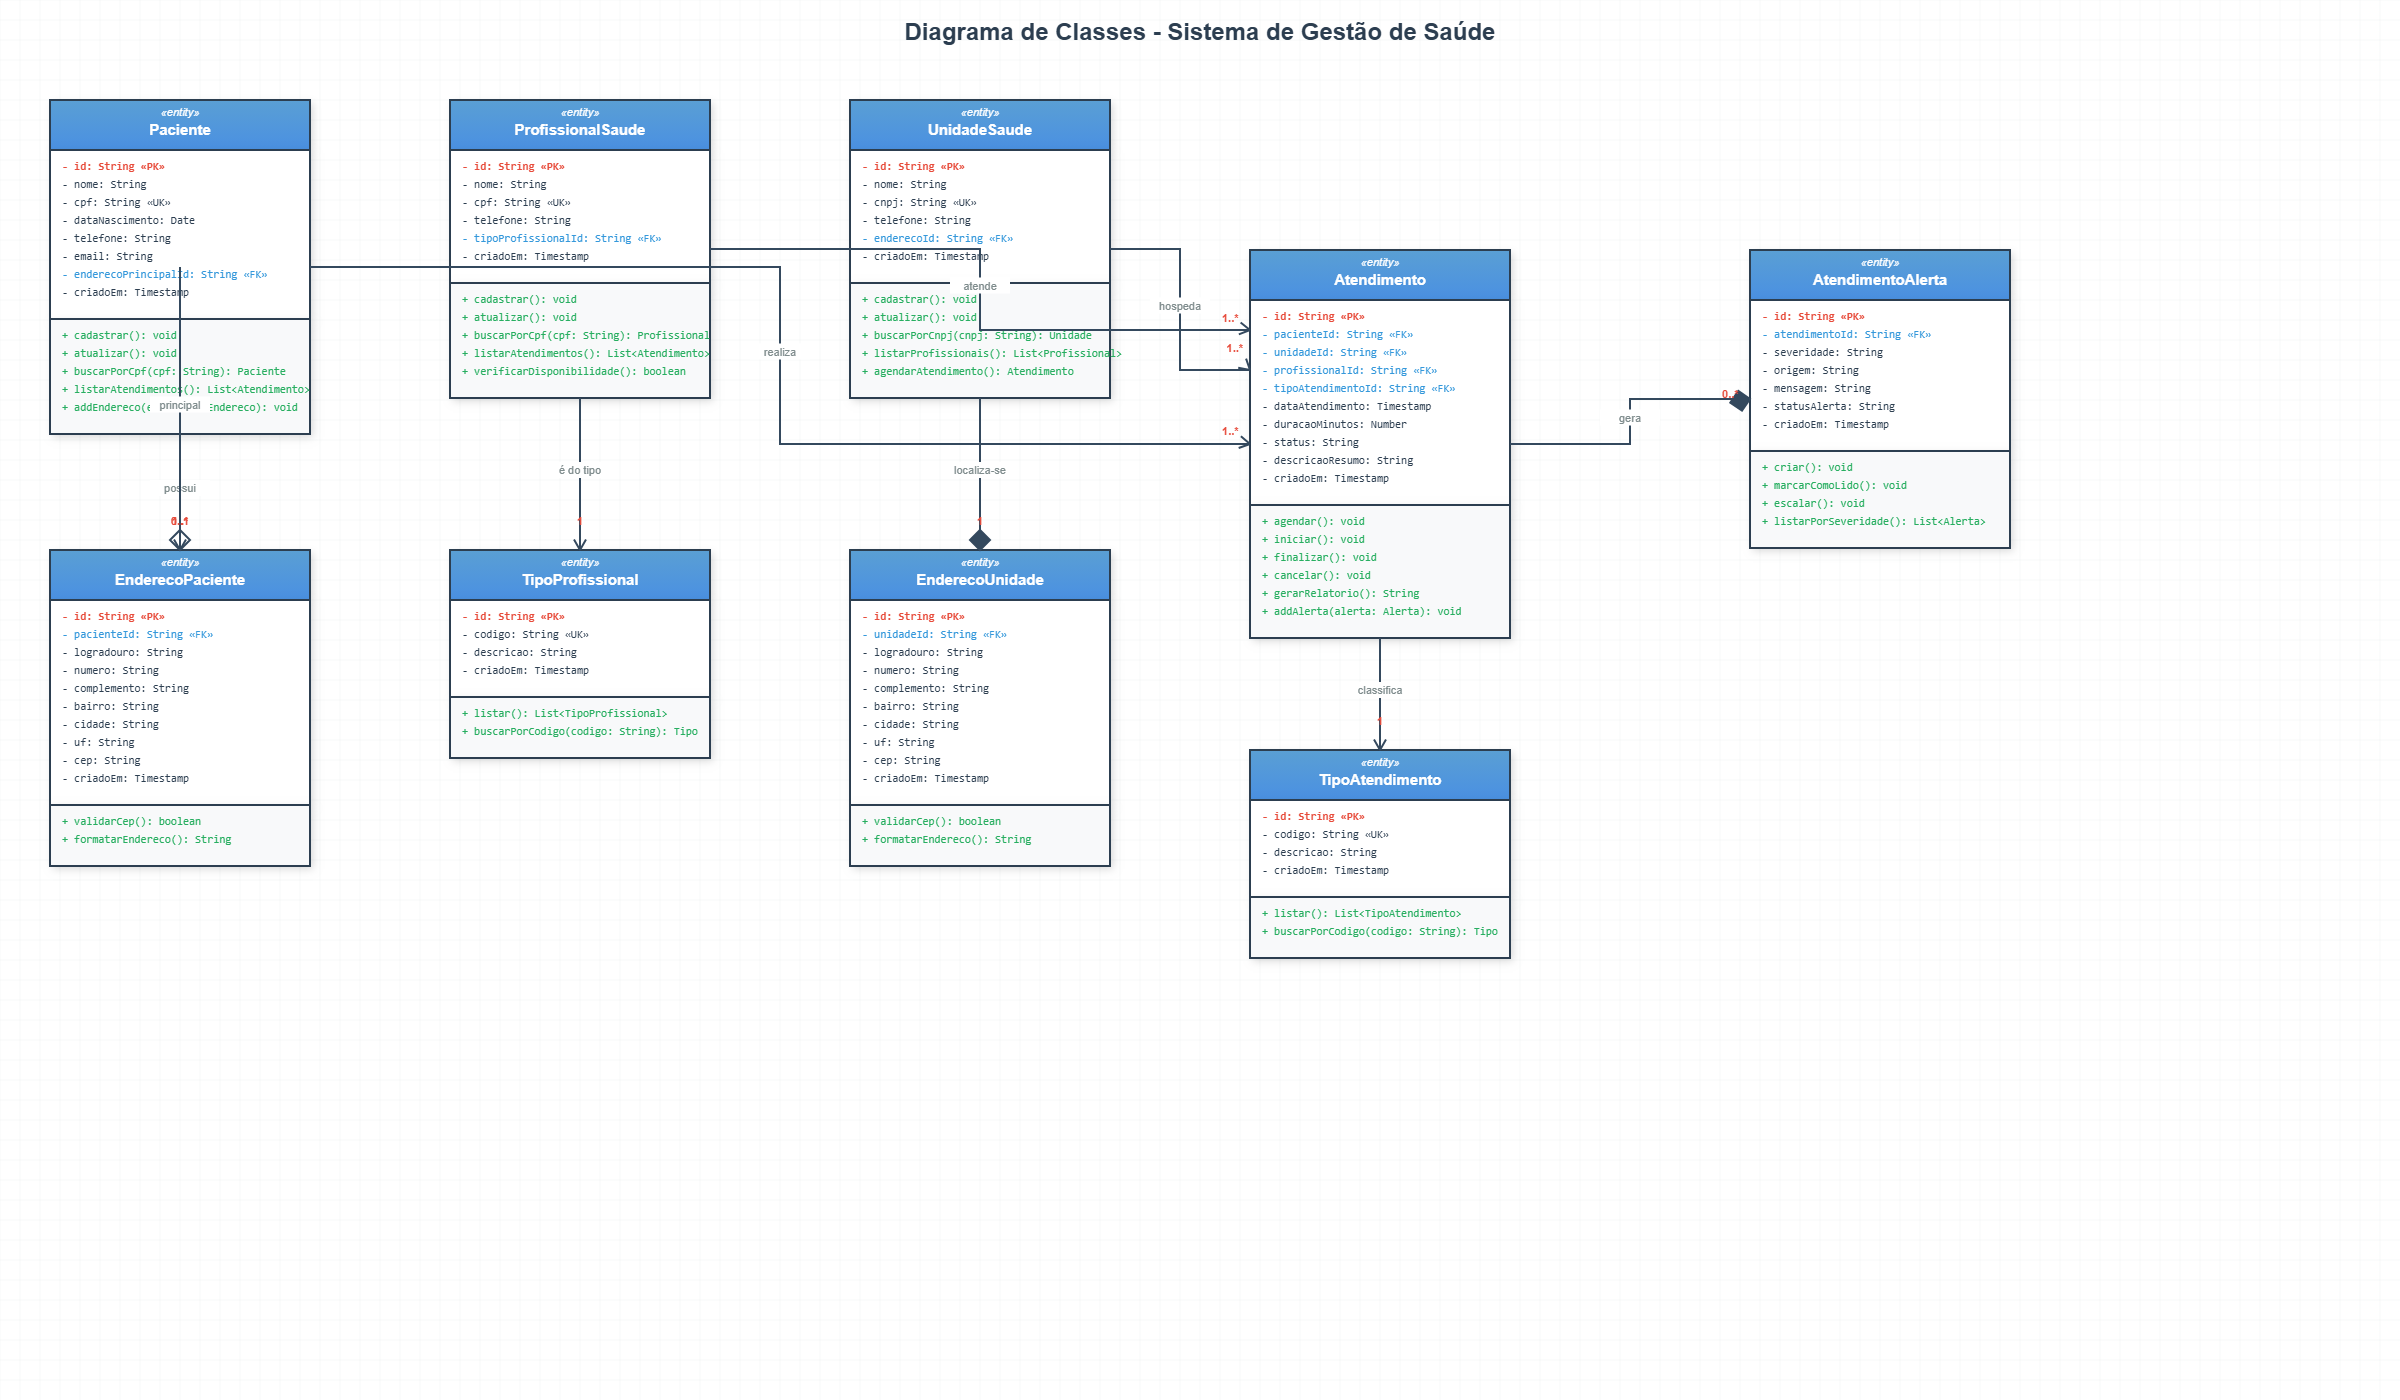 Diagrama de Classes - Sistema de Gestão de Saúde
«entity»
Paciente
- id: String «PK»
- nome: String
- cpf: String «UK»
- dataNascimento: Date
- telefone: String
- email: String
- enderecoPrincipalId: String «FK»
- criadoEm: Timestamp
+ cadastrar(): void
+ atualizar(): void
+ buscarPorCpf(cpf: String): Paciente
+ listarAtendimentos(): List<Atendimento>
+ addEndereco(e Endereco): void
principal
possui
«entity»
ProfissionalSaude
- id: String «PK»
- nome: String
- cpf: String «UK»
- telefone: String
- tipoProfissionalId: String «FK»
- criadoEm: Timestamp
+ cadastrar(): void
+ atualizar(): void
+ buscarPorCpf(cpf: String): Profissional
+ listarAtendimentos(): List<Atendimento>
+ verificarDisponibilidade(): boolean
é do tipo
1
realiza
1..*
«entity»
UnidadeSaude
- id: String «PK»
- nome: String
- cnpj: String «UK»
- telefone: String
- enderecoId: String «FK»
- criadoEm: Timestamp
atende
1..*
+ cadastrar(): void
+ atualizar(): void
+ buscarPorCnpj(cnpj: String): Unidade
+ listarProfissionais(): List<Profissional>
+ agendarAtendimento(): Atendimento
localiza-se
1
hospeda
1..*
«entity»
Atendimento
- id: String «PK»
- pacienteId: String «FK»
- unidadeId: String «FK»
- profissionalId: String «FK»
- tipoAtendimentoId: String «FK»
- dataAtendimento: Timestamp
- duracaoMinutos: Number
- status: String
- descricaoResumo: String
- criadoEm: Timestamp
+ agendar(): void
+ iniciar(): void
+ finalizar(): void
+ cancelar(): void
+ gerarRelatorio(): String
+ addAlerta(alerta: Alerta): void
classifica
1
gera
«entity»
AtendimentoAlerta
- id: String «PK»
- atendimentoId: String «FK»
- severidade: String
- origem: String
- mensagem: String
- statusAlerta: String
- criadoEm: Timestamp
+ criar(): void
+ marcarComoLido(): void
+ escalar(): void
+ listarPorSeveridade(): List<Alerta>
«entity»
EnderecoPaciente
- id: String «PK»
- pacienteId: String «FK»
- logradouro: String
- numero: String
- complemento: String
- bairro: String
- cidade: String
- uf: String
- cep: String
- criadoEm: Timestamp
+ validarCep(): boolean
+ formatarEndereco(): String
«entity»
TipoProfissional
- id: String «PK»
- codigo: String «UK»
- descricao: String
- criadoEm: Timestamp
+ listar(): List<TipoProfissional>
+ buscarPorCodigo(codigo: String): Tipo
«entity»
EnderecoUnidade
- id: String «PK»
- unidadeId: String «FK»
- logradouro: String
- numero: String
- complemento: String
- bairro: String
- cidade: String
- uf: String
- cep: String
- criadoEm: Timestamp
+ validarCep(): boolean
+ formatarEndereco(): String
«entity»
TipoAtendimento
- id: String «PK»
- codigo: String «UK»
- descricao: String
- criadoEm: Timestamp
+ listar(): List<TipoAtendimento>
+ buscarPorCodigo(codigo: String): Tipo